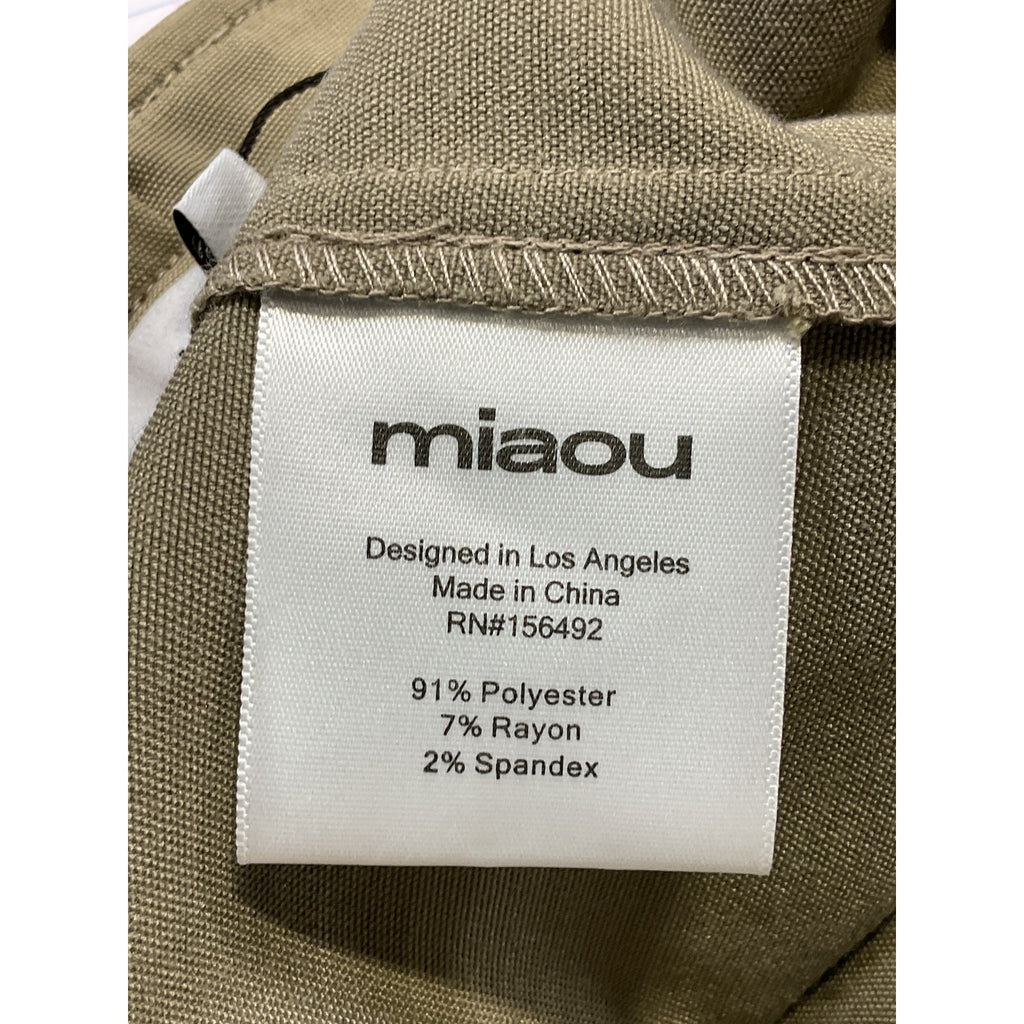 miaou
Designed in Los Angeles
Made in China
RN#156492
91% Polyester
7% Rayon
2% Spandex